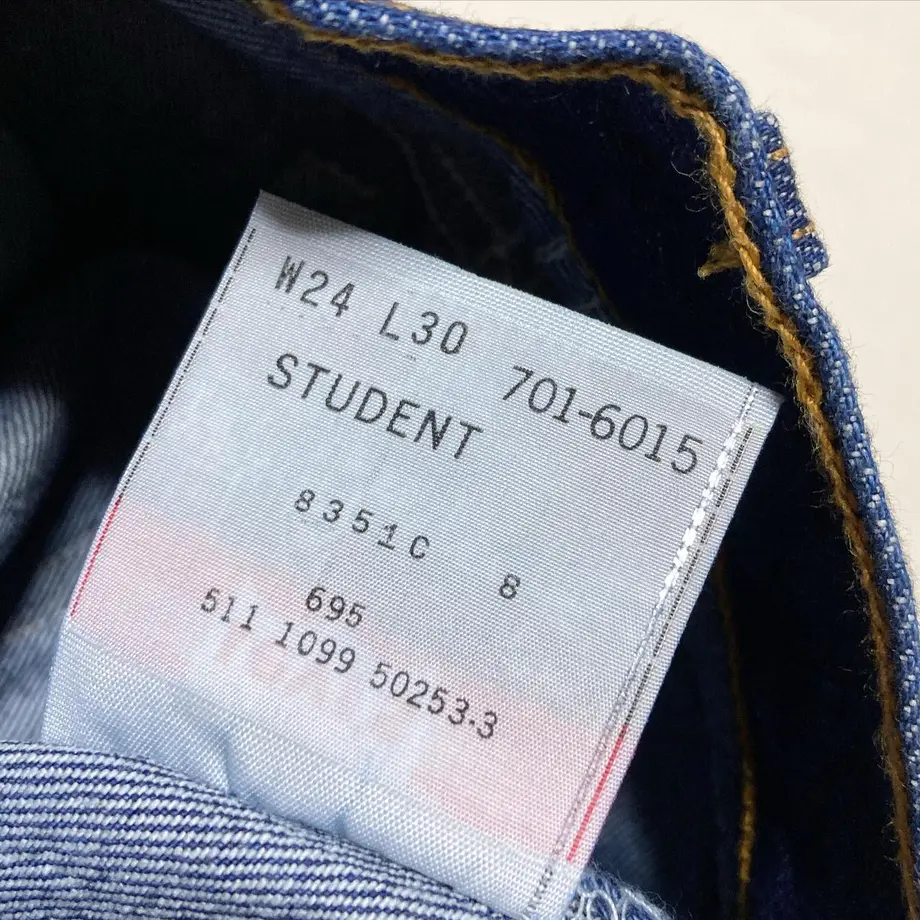 W24 L30 701-6015
STUDENT
8351C 8
695
511 1099 50253-3